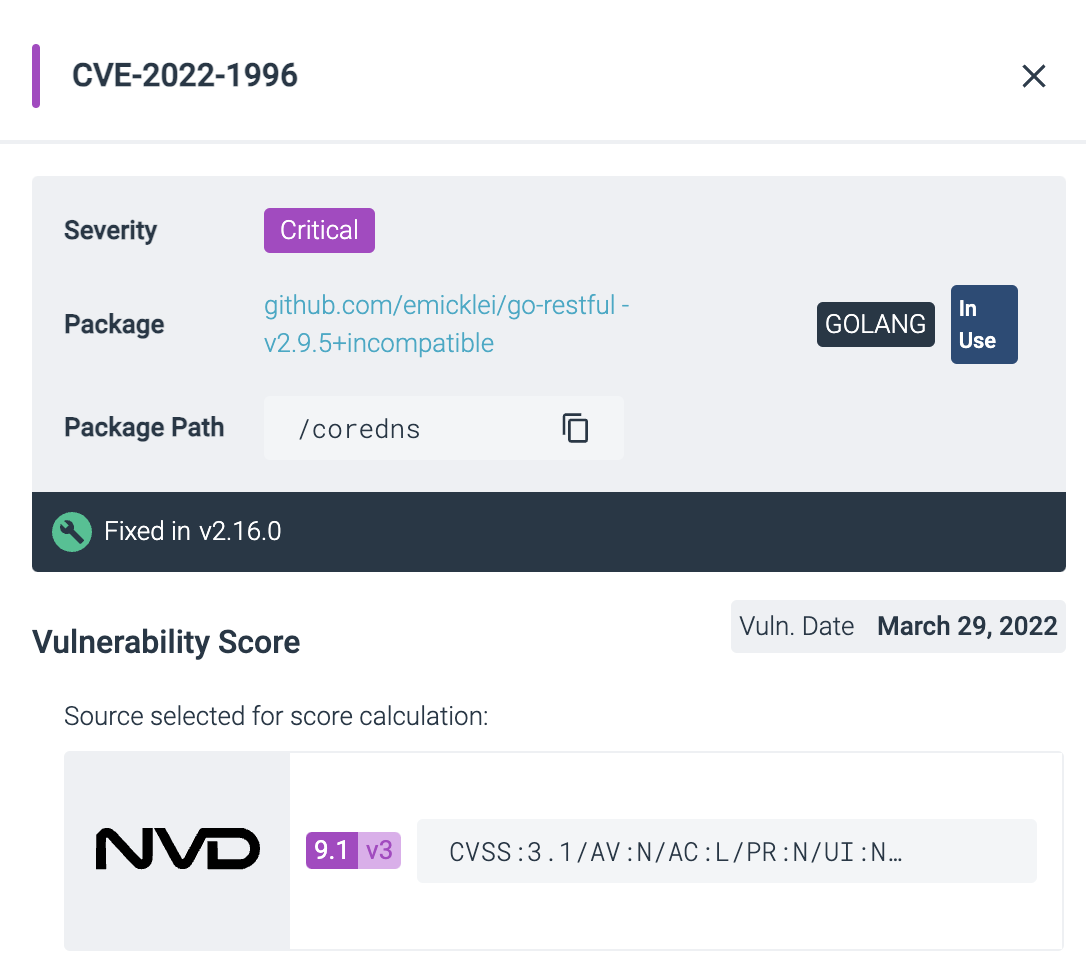 CVE-2022-1996
Severity
Critical
Package
github.com/emicklei/go-restful -
v2.9.5+incompatible
GOLANG
In
Use
Package Path
/coredns
Fixed in v2.16.0
Vulnerability Score
Vuln. Date March 29, 2022
Source selected for score calculation:
NVD
9.1 v3
CVSS:3.1/AV:N/AC:L/PR:N/UI:N…